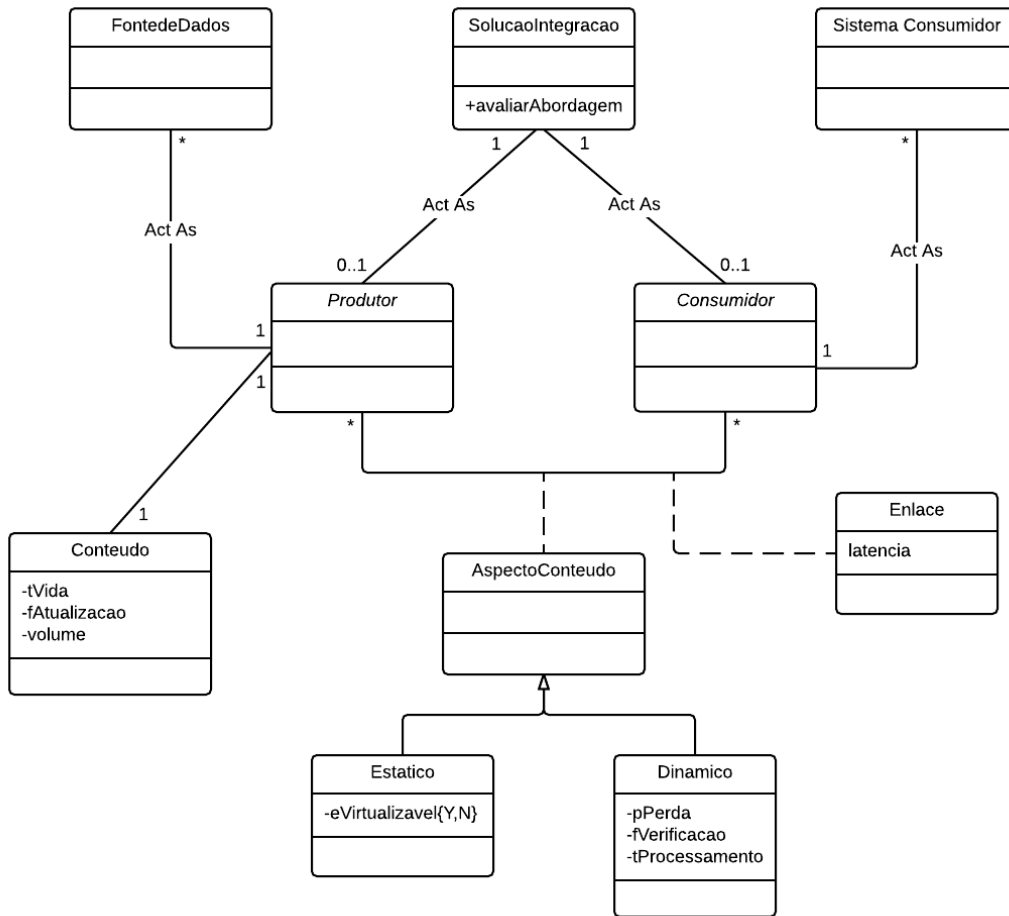 FontedeDados
SolucaoIntegracao
+avaliarAbordagem
Sistema Consumidor
*
1
1
*
Act As
Act As
Act As
Act As
0..1
0..1
Produtor
Consumidor
1
1
1
*
*
1
Conteudo
-tVida
-fAtualizacao
-volume
Enlace
latencia
AspectoConteudo
Estatico
-eVirtualizavel{Y,N}
Dinamico
-pPerda
-fVerificacao
-tProcessamento